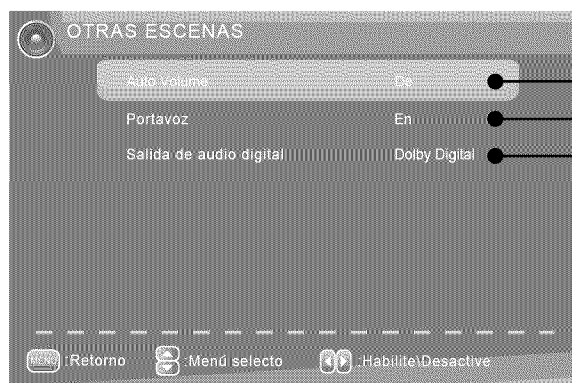 OTRAS ESCENAS
Auto Volume De
Portavoz En
Salida de audio digital Dolby Digital
MENU :Retorno :Menú selecto :Habilite\Desactive